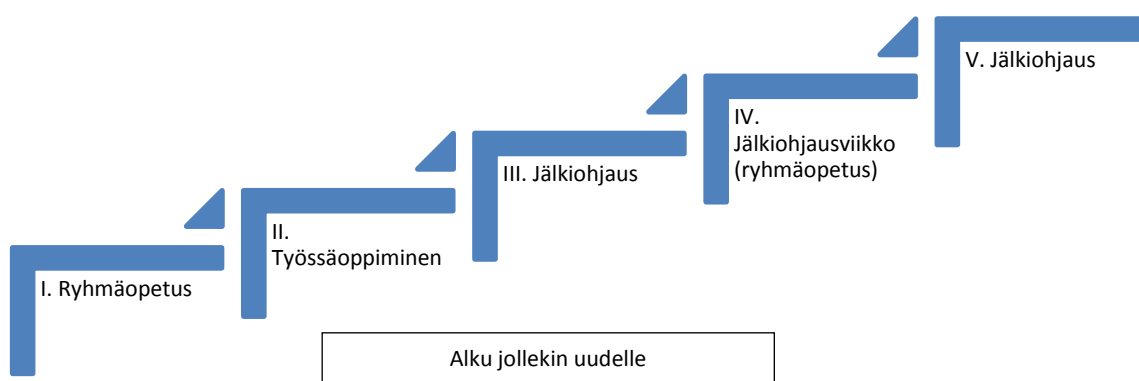 I. Ryhmäopetus
II.
Työssäoppiminen
III. Jälkiohjaus
IV.
Jälkiohjausviikko
(ryhmäopetus)
V. Jälkiohjaus
Alku jollekin uudelle